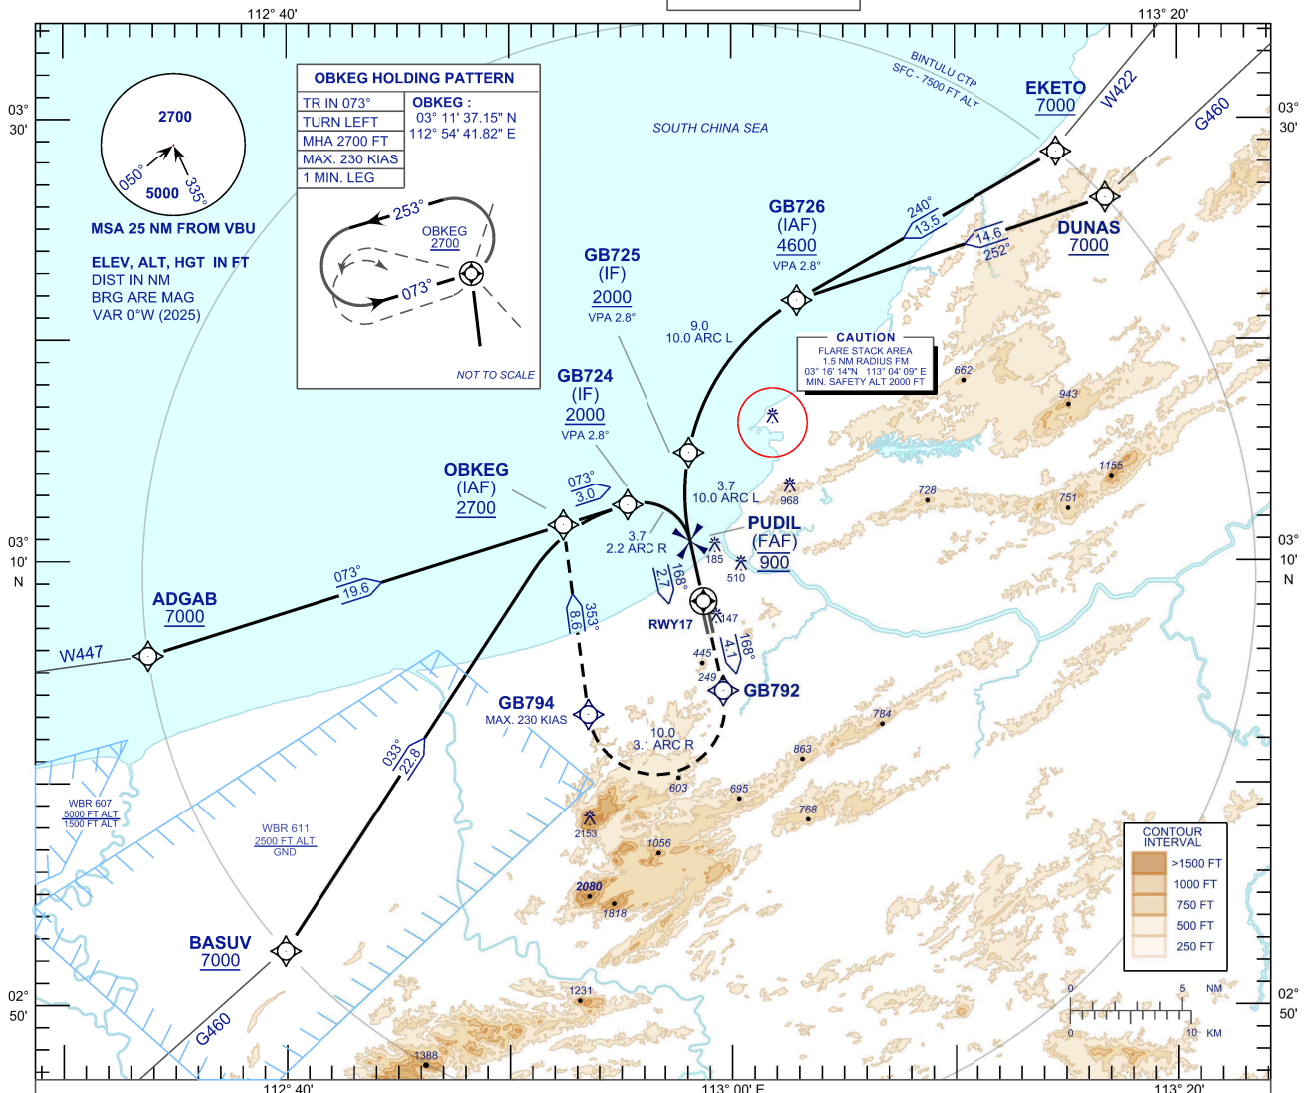 112° 40'
113° 20'
03°
30'
03°
30'
2700
050°
335°
5000
MSA 25 NM FROM VBU
ELEV, ALT, HGT IN FT
DIST IN NM
BRG ARE MAG
VAR 0°W (2025)
OBKEG HOLDING PATTERN
TR IN 073°
TURN LEFT
MHA 2700 FT
MAX. 230 KIAS
1 MIN. LEG
OBKEG :
03° 11' 37.15" N
112° 54' 41.82" E
253°
OBKEG
2700
073°
NOT TO SCALE
SOUTH CHINA SEA
BINTULU CTR
SFC - 7500 FT ALT
EKETO
7000
W422
G460
DUNAS
7000
240°
13.5
14.6
252°
GB726
(IAF)
4600
VPA 2.8°
GB725
(IF)
2000
VPA 2.8°
9.0
10.0 ARC L
CAUTION
FLARE STACK AREA
1.5 NM RADIUS FM
03° 16' 14"N 113° 04' 09" E
MIN. SAFETY ALT 2000 FT
662
943
GB724
(IF)
2000
VPA 2.8°
OBKEG
(IAF)
2700
073°
3.0
3.7
10.0 ARC L
968
728
1155
751
PUDIL
(FAF)
900
3.7
2.2 ARC R
185
510
03°
10'
N
03°
10'
N
ADGAB
7000
073°
19.6
W447
353°
8.6
168°
2.7
RWY17
147
168°
4.1
445
249
GB792
GB794
MAX. 230 KIAS
10.0
ARC R
784
863
603
695
768
033°
22.8
WBR 607
5000 FT ALT
1500 FT ALT
WBR 611
2500 FT ALT
GND
2153
1056
2080
1818
BASUV
7000
G460
1231
1388
CONTOUR
INTERVAL
>1500 FT
1000 FT
750 FT
500 FT
250 FT
0 5 NM
0 10 KM
02°
50'
02°
50'
112° 40'
113° 00' E
113° 20'